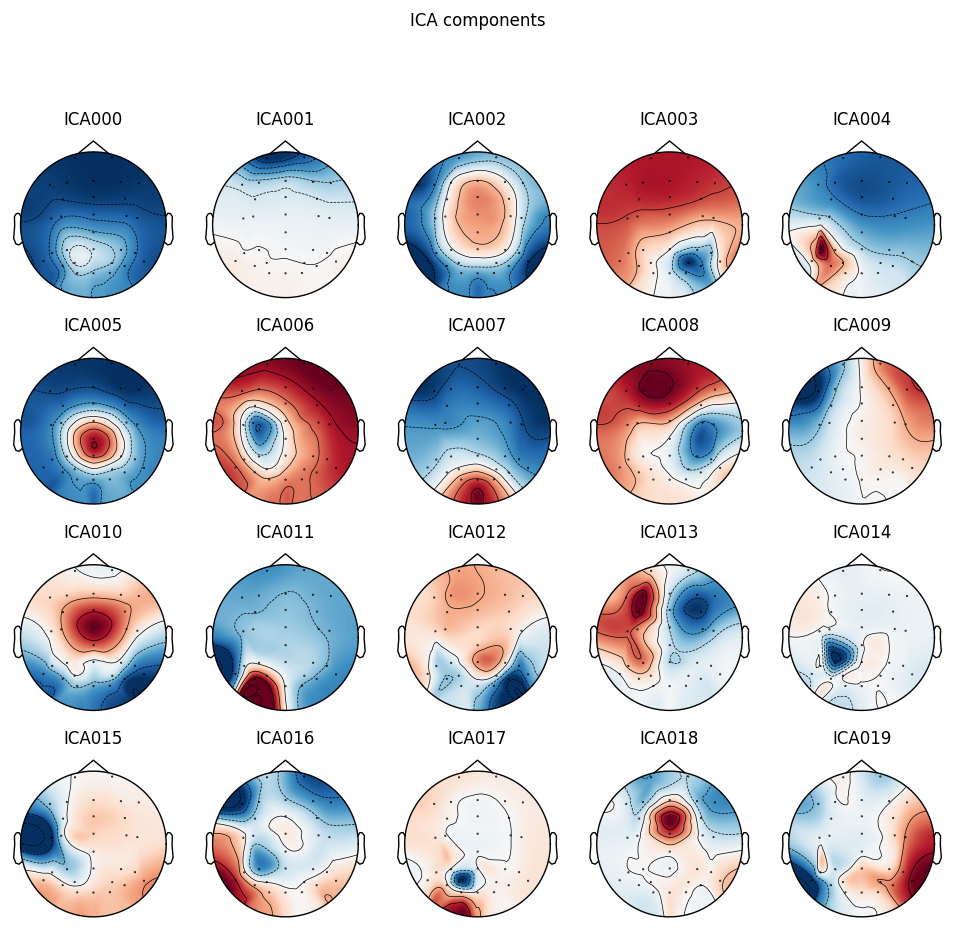 ICA components
ICA000 ICA001 ICA002 ICA003 ICA004
ICA005 ICA006 ICA007 ICA008 ICA009
ICA010 ICA011 ICA012 ICA013 ICA014
ICA015 ICA016 ICA017 ICA018 ICA019